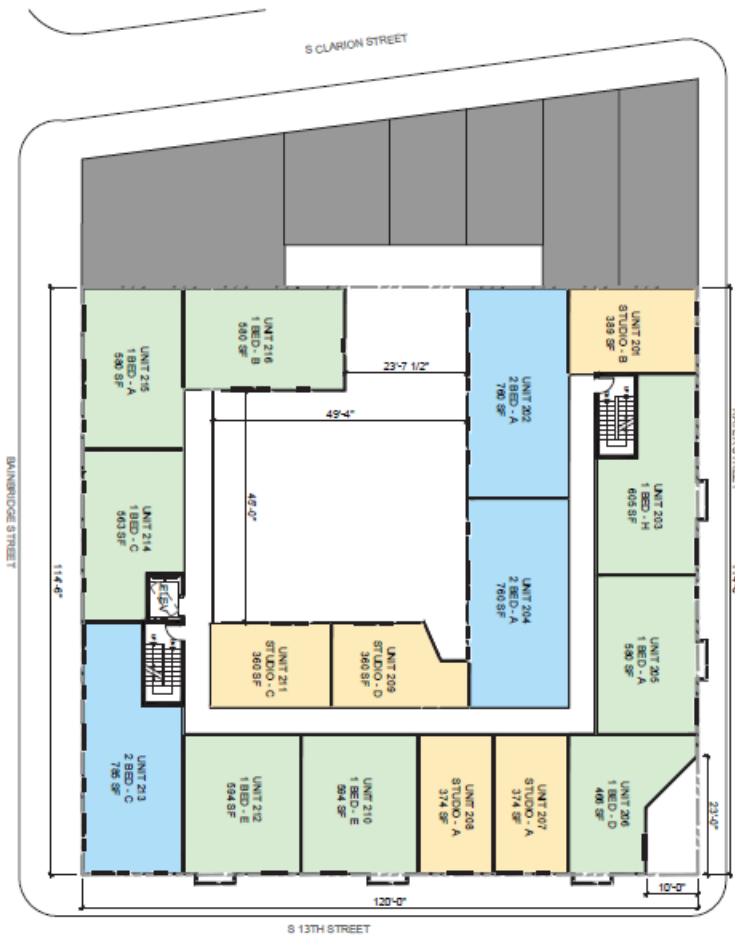 S CLARION STREET
UNIT 215
1 BED - A
580 SF
UNIT 216
1 BED - B
580 SF
23'-7 1/2"
UNIT 202
2 BED - A
760 SF
UNIT 201
STUDIO - B
389 SF
49'-4"
BAINBRIDGE STREET
UNIT 214
1 BED - C
563 SF
UNIT 203
1 BED - H
605 SF
114'-6"
ELEV
UNIT 204
2 BED - A
760 SF
UNIT 205
1 BED - A
580 SF
UNIT 211
STUDIO - C
360 SF
UNIT 209
STUDIO - D
360 SF
UNIT 213
2 BED - C
785 SF
UNIT 212
1 BED - E
594 SF
UNIT 210
1 BED - E
594 SF
UNIT 208
STUDIO - A
374 SF
UNIT 207
STUDIO - A
374 SF
UNIT 206
1 BED - D
466 SF
23'-0"
10'-0"
120'-0"
S 13TH STREET